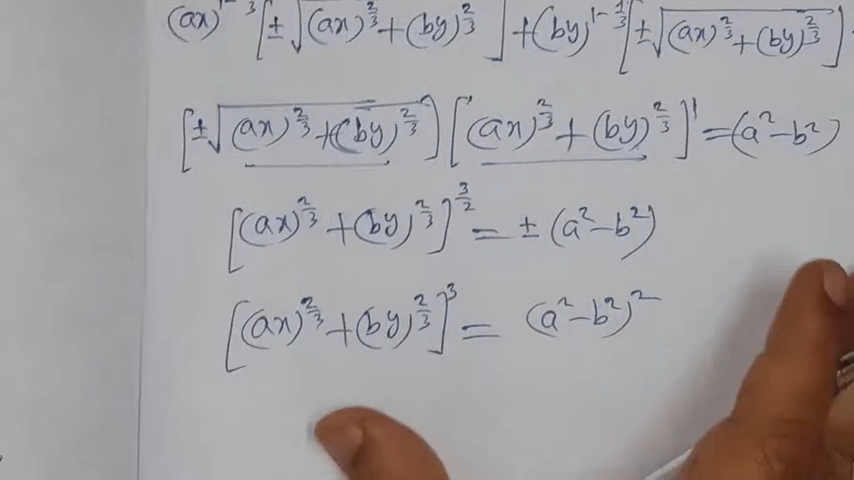 (ax)^{1-\frac{1}{3}} [±√((ax)^{2/3}+(by)^{2/3})] + (by)^{1-\frac{1}{3}} [±√((ax)^{2/3}+(by)^{2/3})]
[±√((ax)^{2/3}+(by)^{2/3})] [(ax)^{2/3}+(by)^{2/3}]^1 = (a²-b²)
[(ax)^{2/3}+(by)^{2/3}]^{3/2} = ±(a²-b²)
[(ax)^{2/3}+(by)^{2/3}]^3 = (a²-b²)²